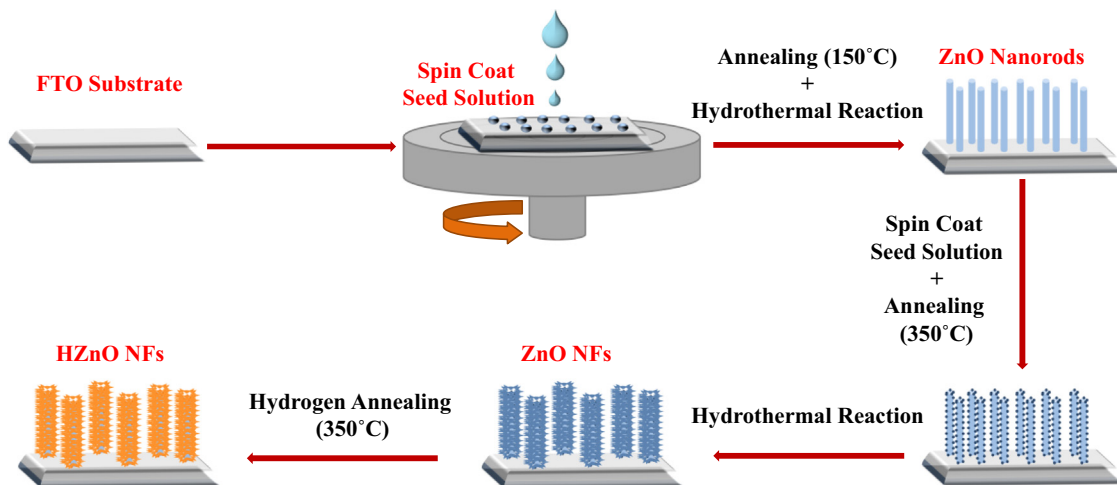 FTO Substrate
Spin Coat
Seed Solution
Annealing (150˚C)
+
Hydrothermal Reaction
ZnO Nanorods
Spin Coat
Seed Solution
+
Annealing
(350˚C)
Hydrothermal Reaction
ZnO NFs
Hydrogen Annealing
(350˚C)
HZnO NFs